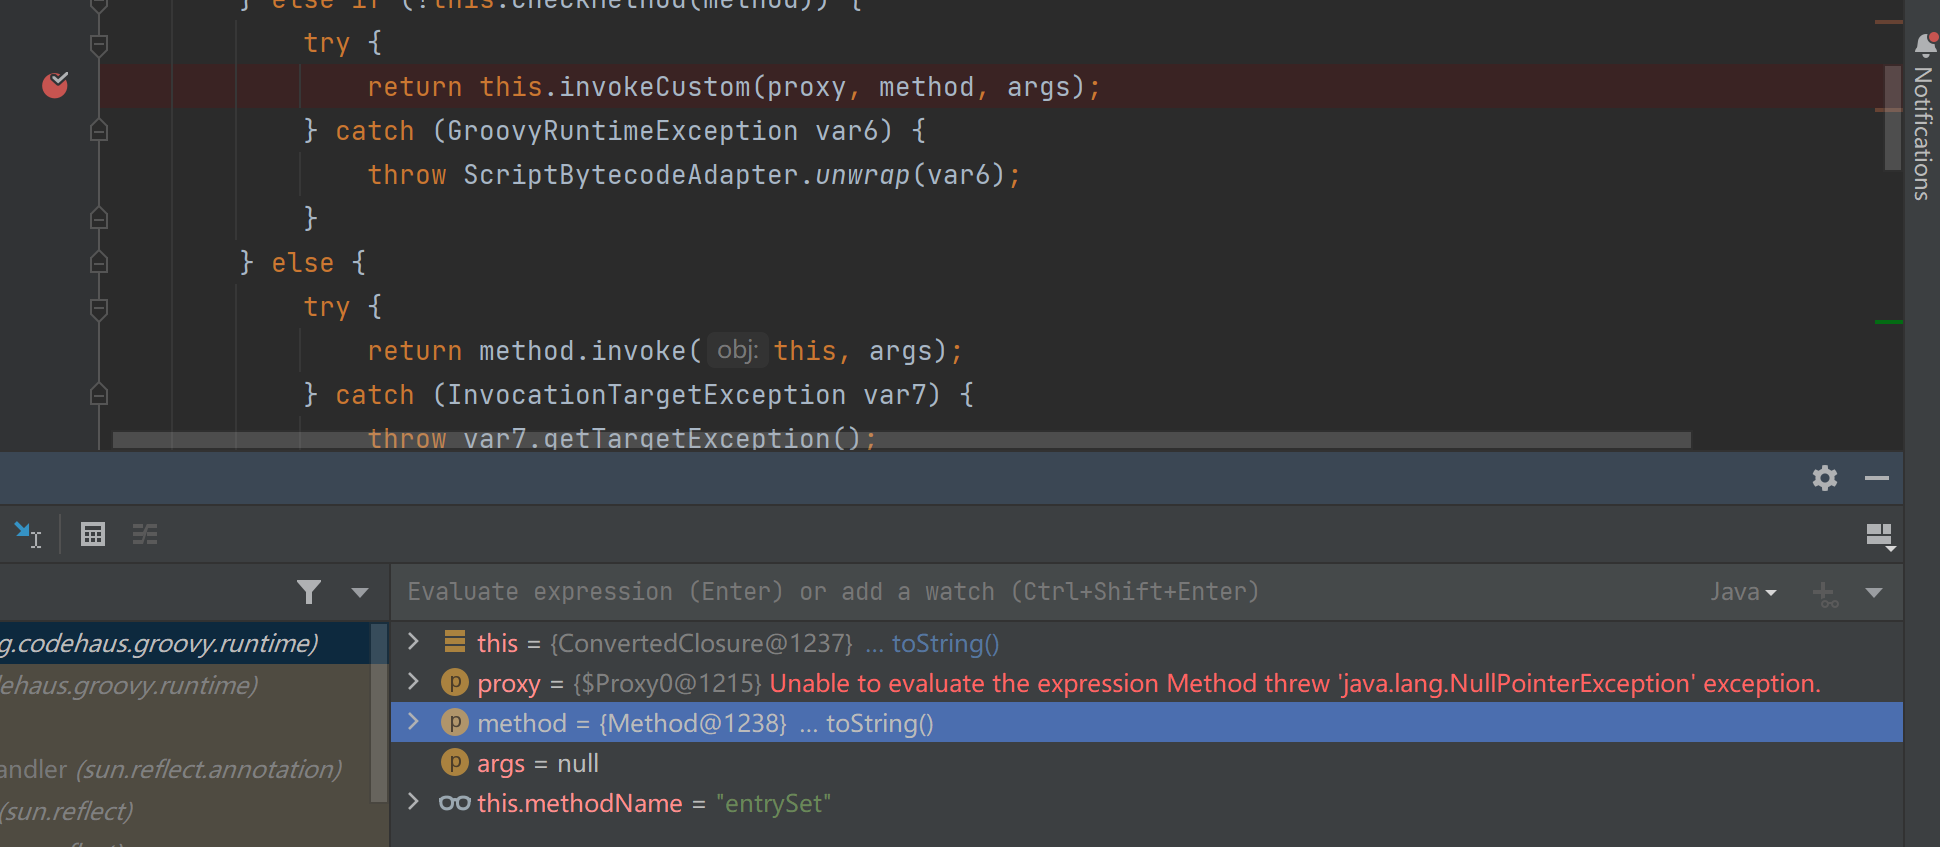 } else if (!this.checkMethod(method)) {
try {
return this.invokeCustom(proxy, method, args);
} catch (GroovyRuntimeException var6) {
throw ScriptBytecodeAdapter.unwrap(var6);
}
} else {
try {
return method.invoke( obj: this, args);
} catch (InvocationTargetException var7) {
throw var7.getTargetException();
Notifications
Evaluate expression (Enter) or add a watch (Ctrl+Shift+Enter)
Java
g.codehaus.groovy.runtime)
dehaus.groovy.runtime)
andler (sun.reflect.annotation)
(sun.reflect)
this = {ConvertedClosure@1237} ... toString()
p proxy = {$Proxy0@1215} Unable to evaluate the expression Method threw 'java.lang.NullPointerException' exception.
p method = {Method@1238} ... toString()
p args = null
this.methodName = "entrySet"